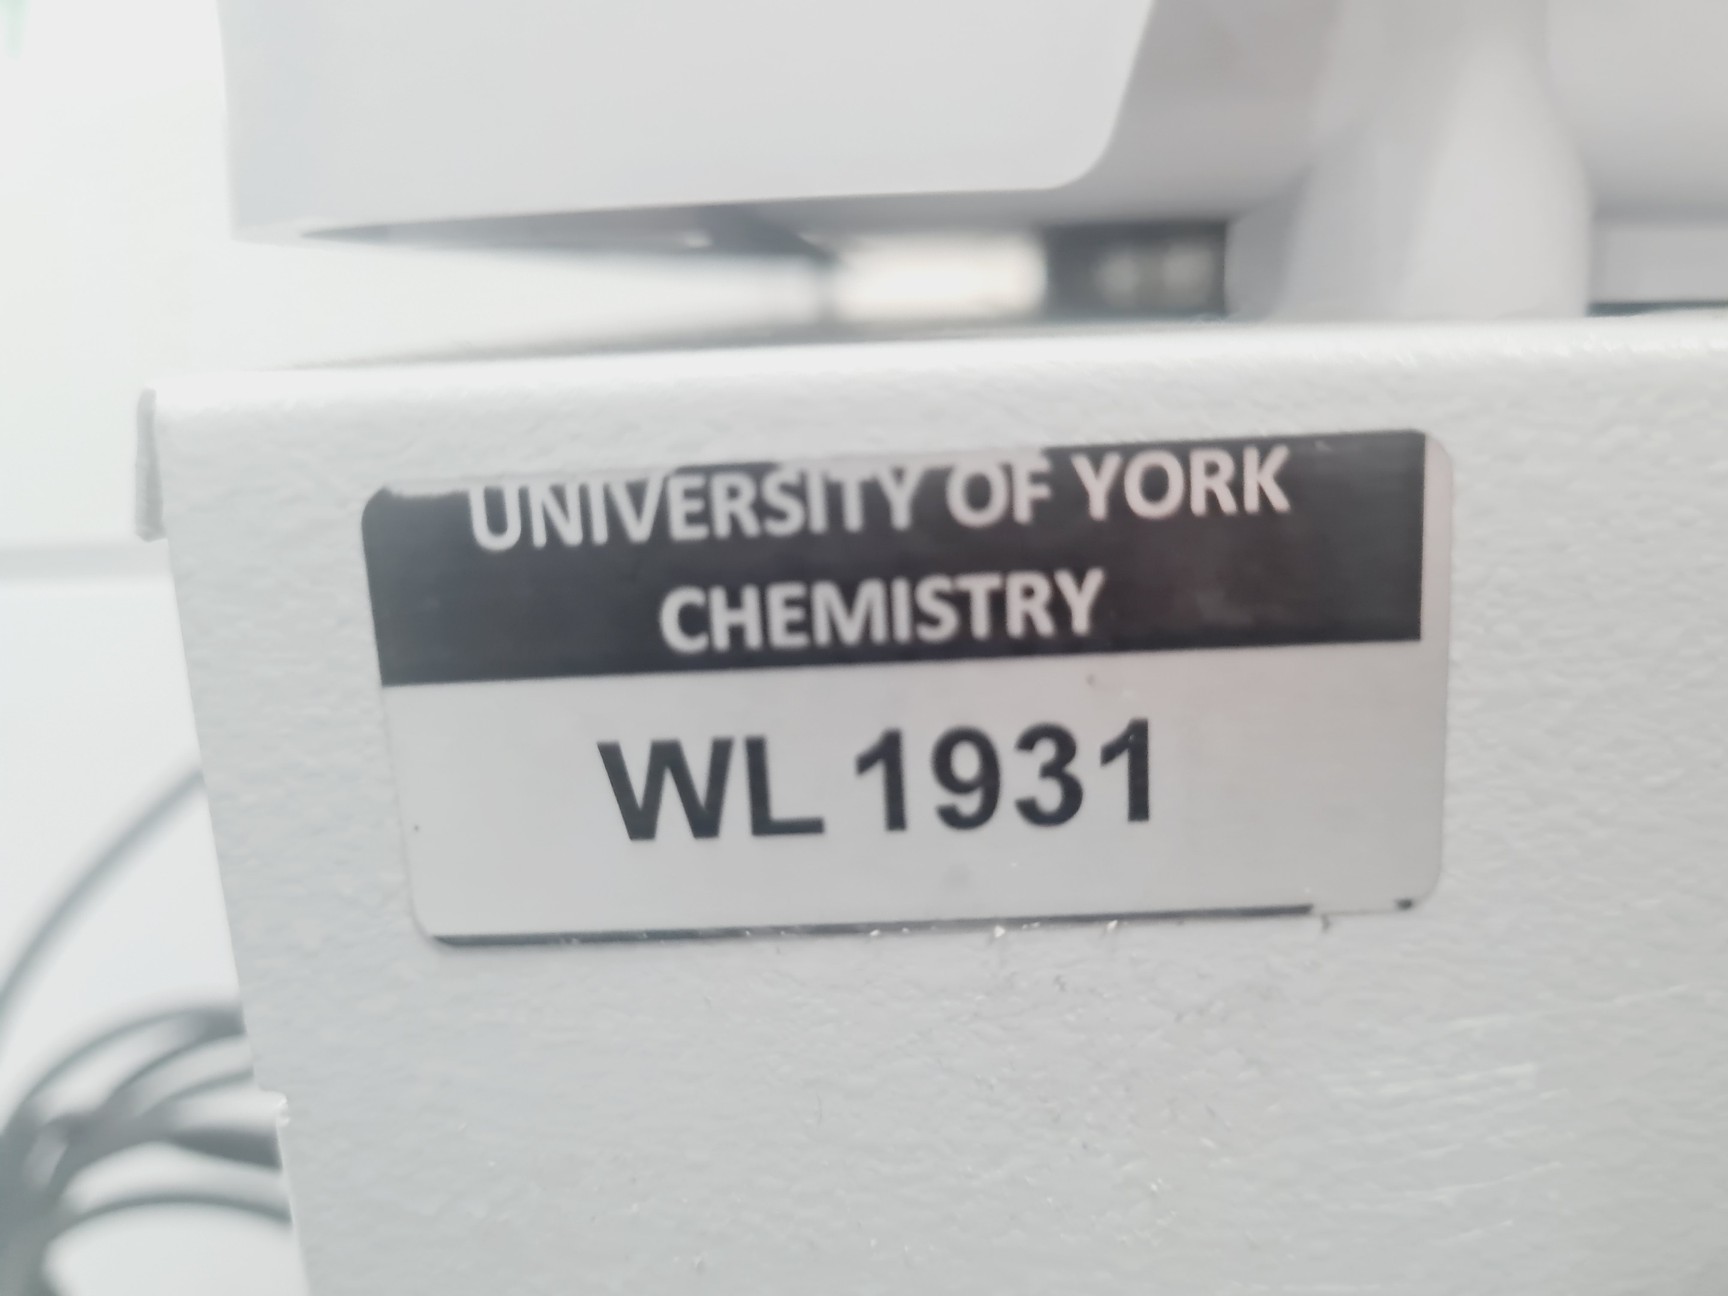 UNIVERSITY OF YORK
CHEMISTRY
WL 1931